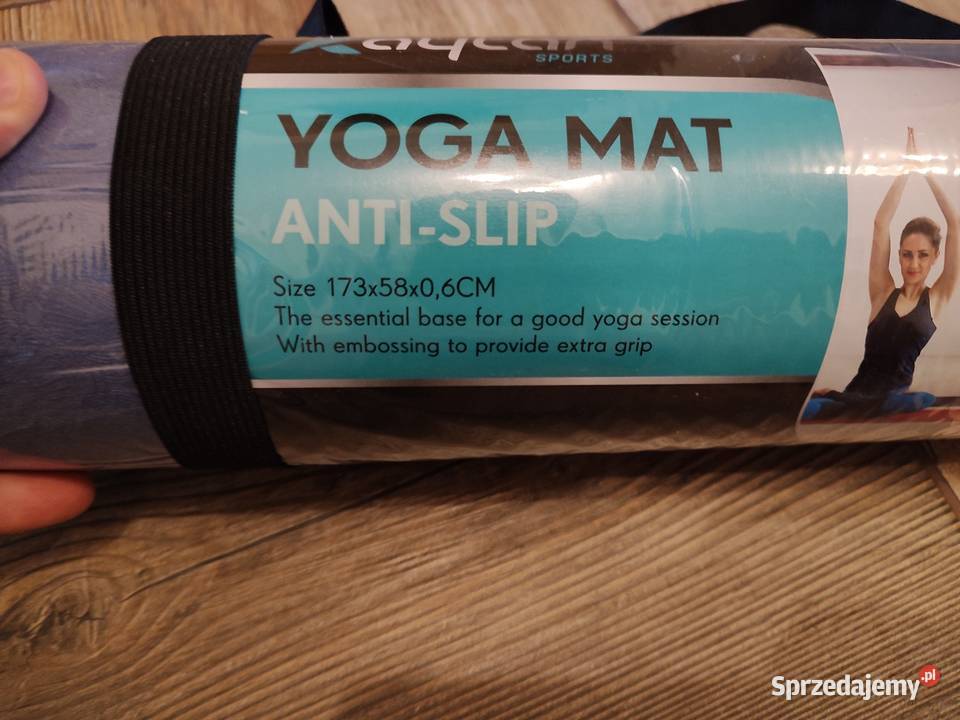 SPORTS
YOGA MAT
ANTI-SLIP
Size 173x58x0,6CM
The essential base for a good yoga session
With embossing to provide extra grip
Sprzedajemy.pl